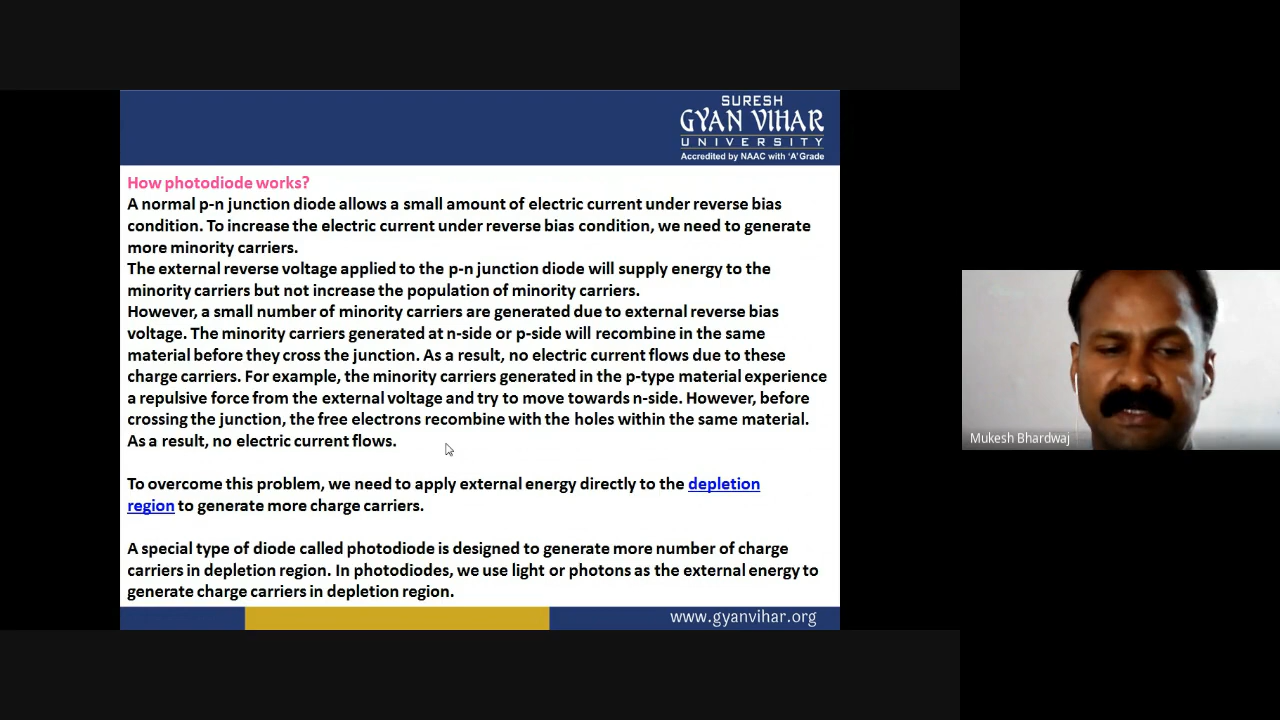 SURESH
GYAN VIHAR
UNIVERSITY
Accredited by NAAC with 'A' Grade
How photodiode works?
A normal p-n junction diode allows a small amount of electric current under reverse bias
condition. To increase the electric current under reverse bias condition, we need to generate
more minority carriers.
The external reverse voltage applied to the p-n junction diode will supply energy to the
minority carriers but not increase the population of minority carriers.
However, a small number of minority carriers are generated due to external reverse bias
voltage. The minority carriers generated at n-side or p-side will recombine in the same
material before they cross the junction. As a result, no electric current flows due to these
charge carriers. For example, the minority carriers generated in the p-type material experience
a repulsive force from the external voltage and try to move towards n-side. However, before
crossing the junction, the free electrons recombine with the holes within the same material.
As a result, no electric current flows.
To overcome this problem, we need to apply external energy directly to the depletion
region to generate more charge carriers.
A special type of diode called photodiode is designed to generate more number of charge
carriers in depletion region. In photodiodes, we use light or photons as the external energy to
generate charge carriers in depletion region.
www.gyanvihar.org
Mukesh Bhardwaj